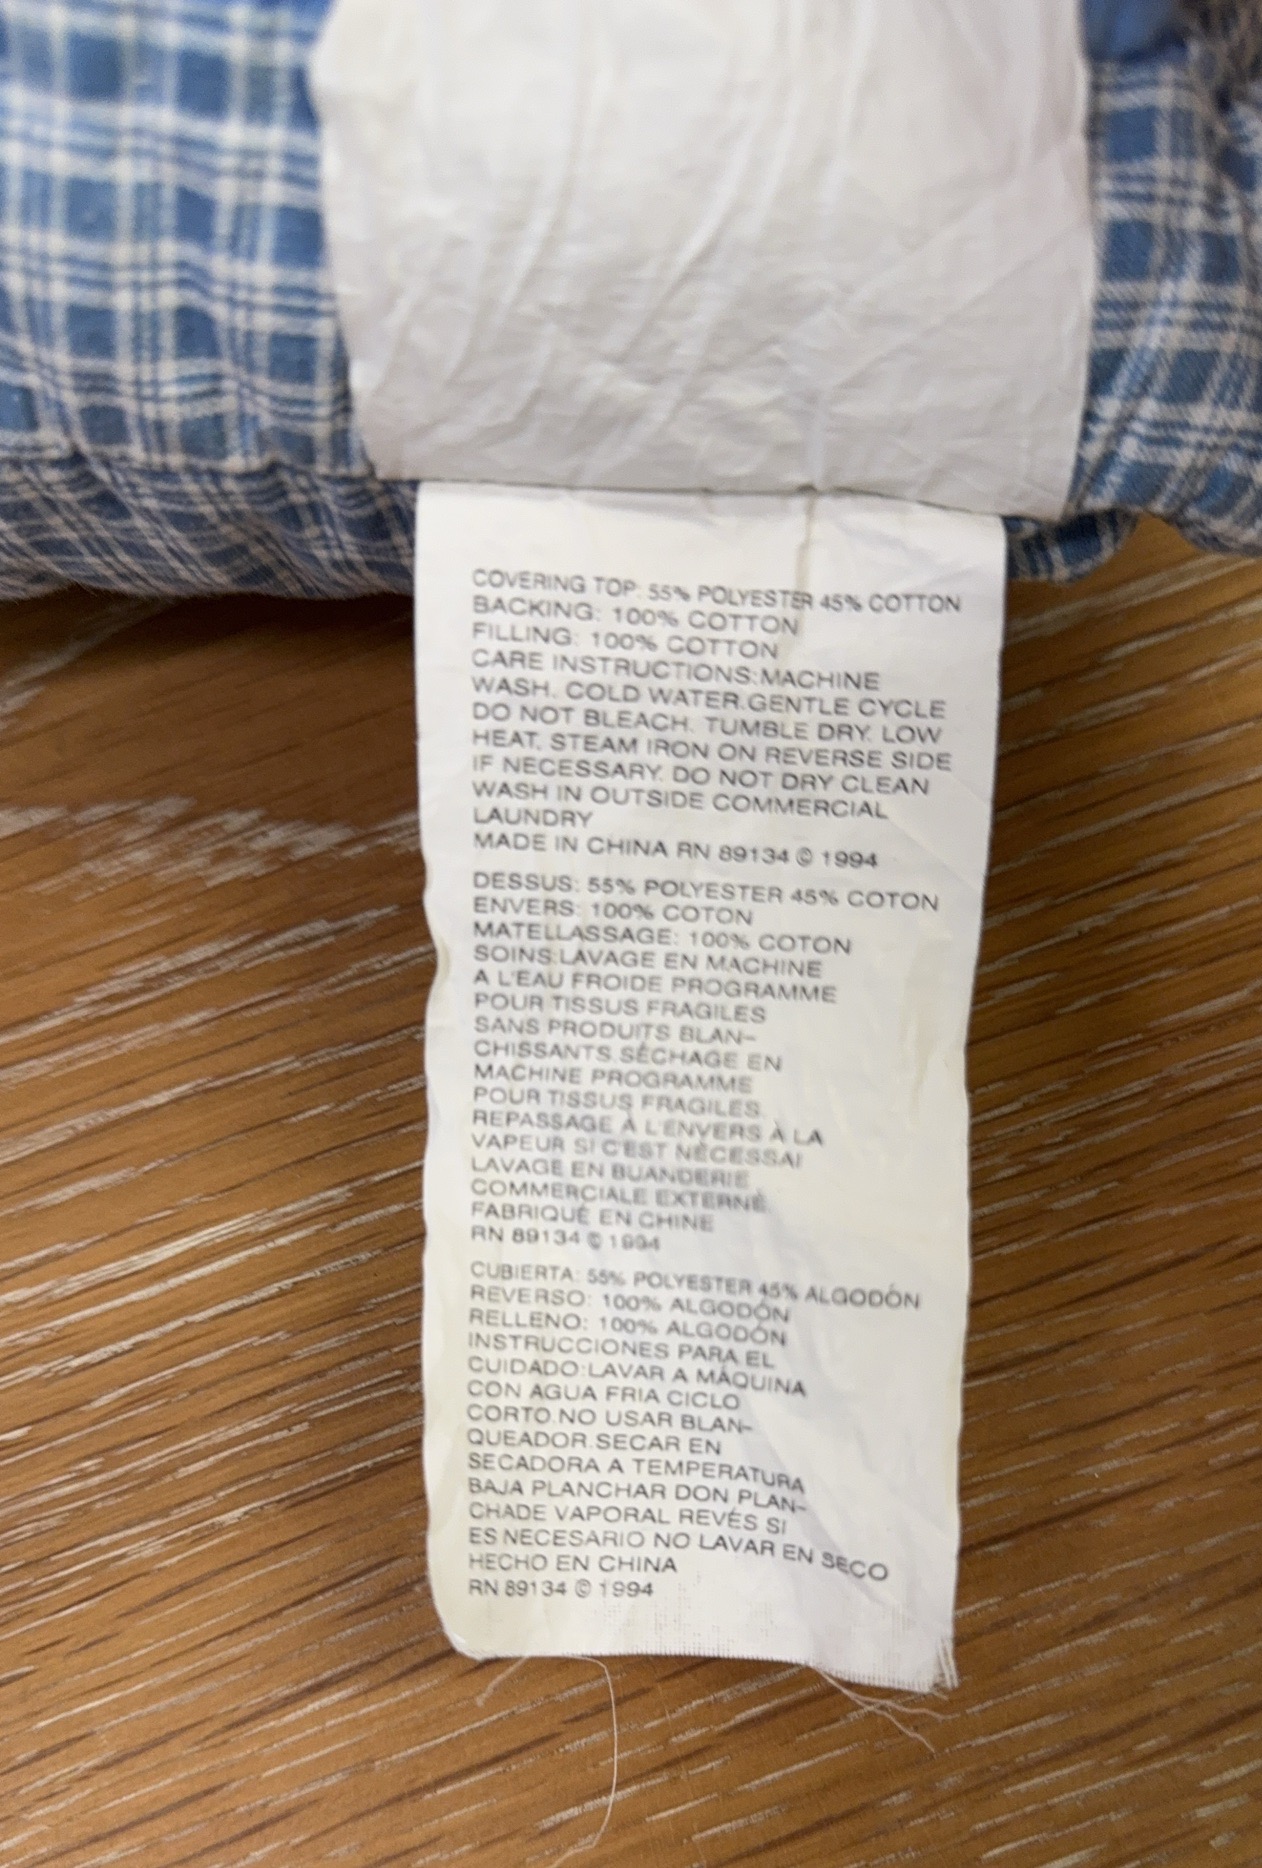 COVERING TOP: 55% POLYESTER 45% COTTON
BACKING: 100% COTTON
FILLING: 100% COTTON
CARE INSTRUCTIONS:MACHINE
WASH. COLD WATER.GENTLE CYCLE
DO NOT BLEACH. TUMBLE DRY. LOW
HEAT. STEAM IRON ON REVERSE SIDE
IF NECESSARY. DO NOT DRY CLEAN
WASH IN OUTSIDE COMMERCIAL
LAUNDRY
MADE IN CHINA RN 89134 © 1994
DESSUS: 55% POLYESTER 45% COTON
ENVERS: 100% COTON
MATELLASSAGE: 100% COTON
SOINS:LAVAGE EN MACHINE
A L'EAU FROIDE PROGRAMME
POUR TISSUS FRAGILES
SANS PRODUITS BLAN-
CHISSANTS.SÉCHAGE EN
MACHINE PROGRAMME
POUR TISSUS FRAGILES.
REPASSAGE À L'ENVERS À LA
VAPEUR SI C'EST NÉCESSAI
LAVAGE EN BUANDERIE
COMMERCIALE EXTERNE
FABRIQUÉ EN CHINE
RN 89134 © 1994
CUBIERTA: 55% POLYESTER 45% ALGODÓN
REVERSO: 100% ALGODÓN
RELLENO: 100% ALGODÓN
INSTRUCCIONES PARA EL
CUIDADO:LAVAR A MÁQUINA
CON AGUA FRIA CICLO
CORTO.NO USAR BLAN-
QUEADOR.SECAR EN
SECADORA A TEMPERATURA
BAJA PLANCHAR DON PLAN-
CHADE VAPORAL REVÉS SI
ES NECESARIO NO LAVAR EN SECO
HECHO EN CHINA
RN 89134 © 1994